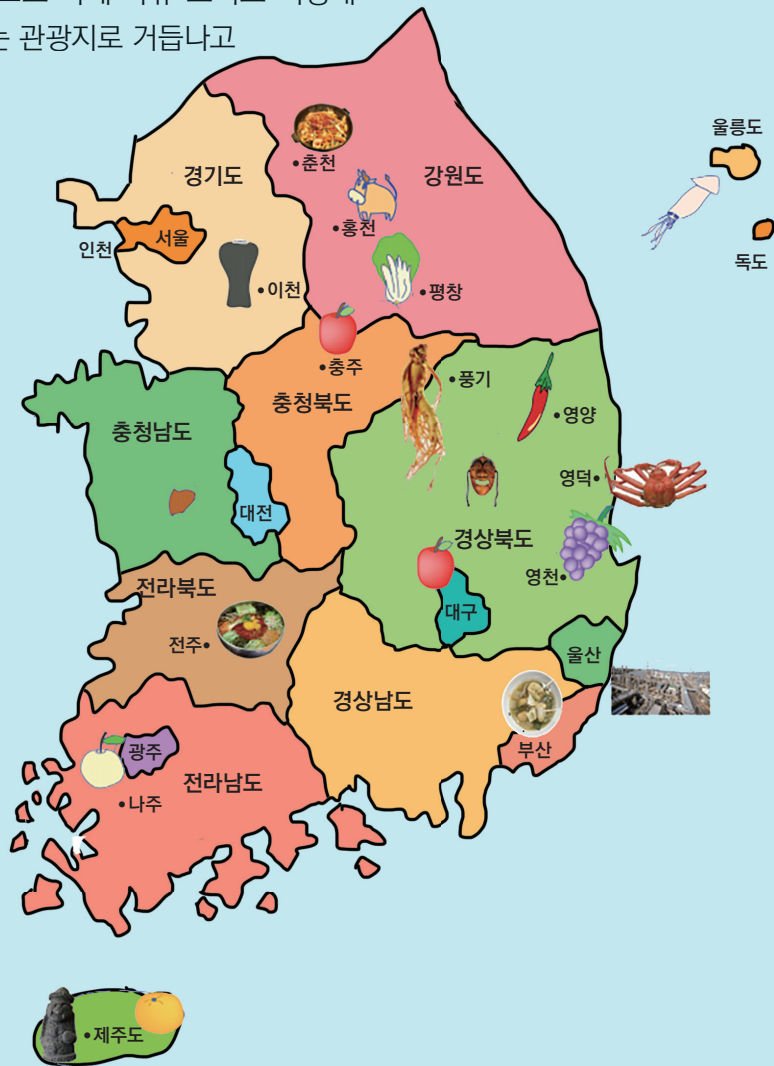 는 관광지로 거듭나고
울릉도
춘천
경기도
강원도
홍천
서울
인천
독도
이천
평창
충주
풍기
충청북도
영양
충청남도
영덕
대전
경상북도
영천
전라북도
대구
전주
울산
경상남도
부산
광주
전라남도
나주
제주도